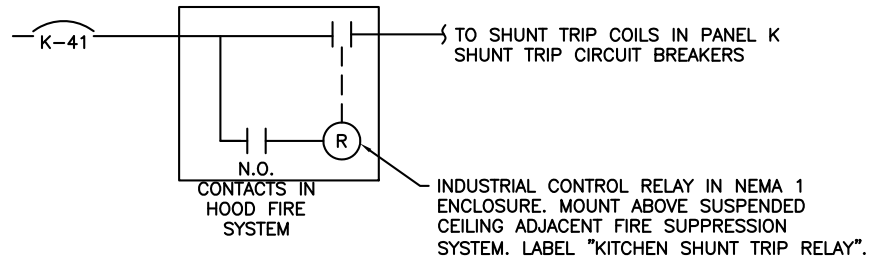 K-41
TO SHUNT TRIP COILS IN PANEL K
SHUNT TRIP CIRCUIT BREAKERS
R
N.O.
CONTACTS IN
HOOD FIRE
SYSTEM
INDUSTRIAL CONTROL RELAY IN NEMA 1
ENCLOSURE. MOUNT ABOVE SUSPENDED
CEILING ADJACENT FIRE SUPPRESSION
SYSTEM. LABEL "KITCHEN SHUNT TRIP RELAY".